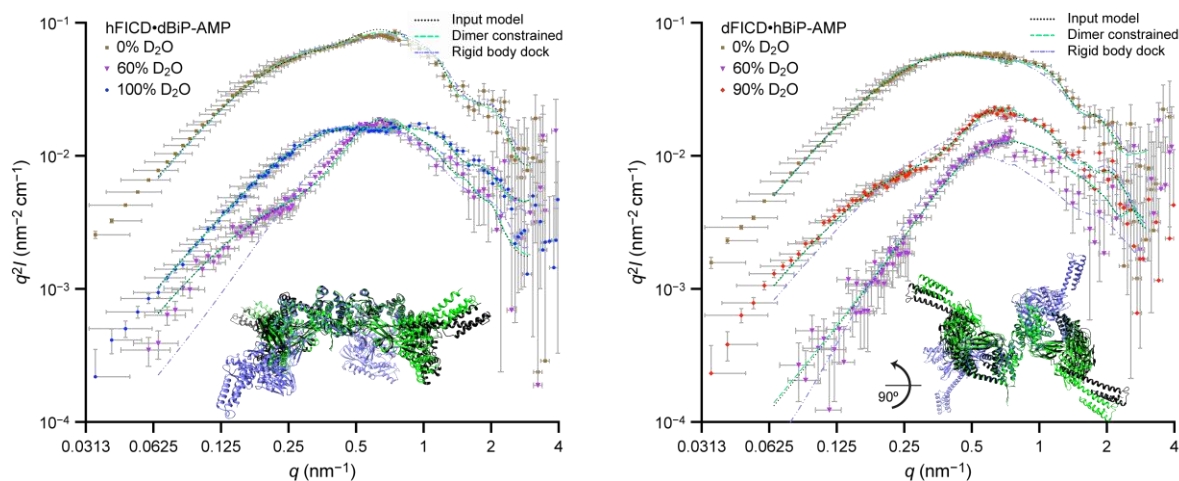 hFICD•dBiP-AMP
0% D₂O
60% D₂O
100% D₂O
Input model
Dimer constrained
Rigid body dock
10⁻¹
10⁻²
10⁻³
10⁻⁴
q²I (nm⁻² cm⁻¹)
0.0313 0.0625 0.125 0.25 0.5 1 2 4
q (nm⁻¹)
dFICD•hBiP-AMP
0% D₂O
60% D₂O
90% D₂O
Input model
Dimer constrained
Rigid body dock
10⁻¹
10⁻²
10⁻³
10⁻⁴
q²I (nm⁻² cm⁻¹)
90º
0.0313 0.0625 0.125 0.25 0.5 1 2 4
q (nm⁻¹)